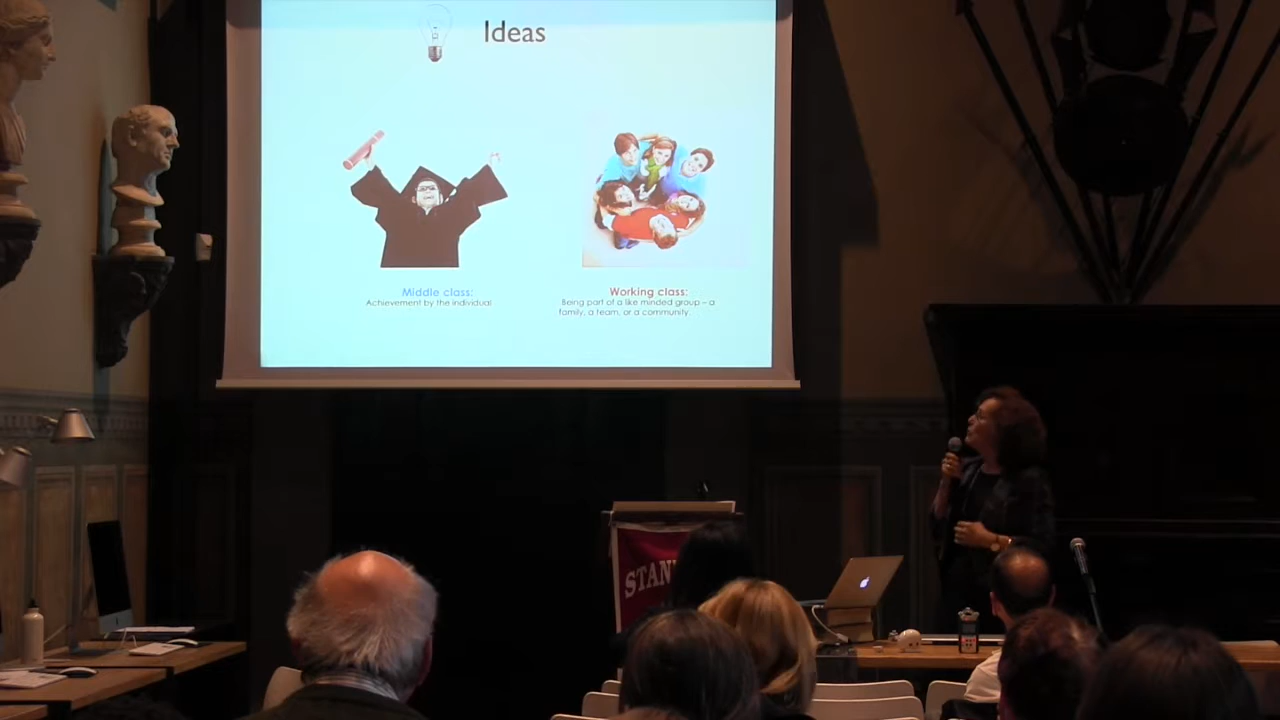 Ideas
Middle class:
Achievement by the individual
Working class:
Being part of a like minded group – a
family, a team, or a community.
STAN